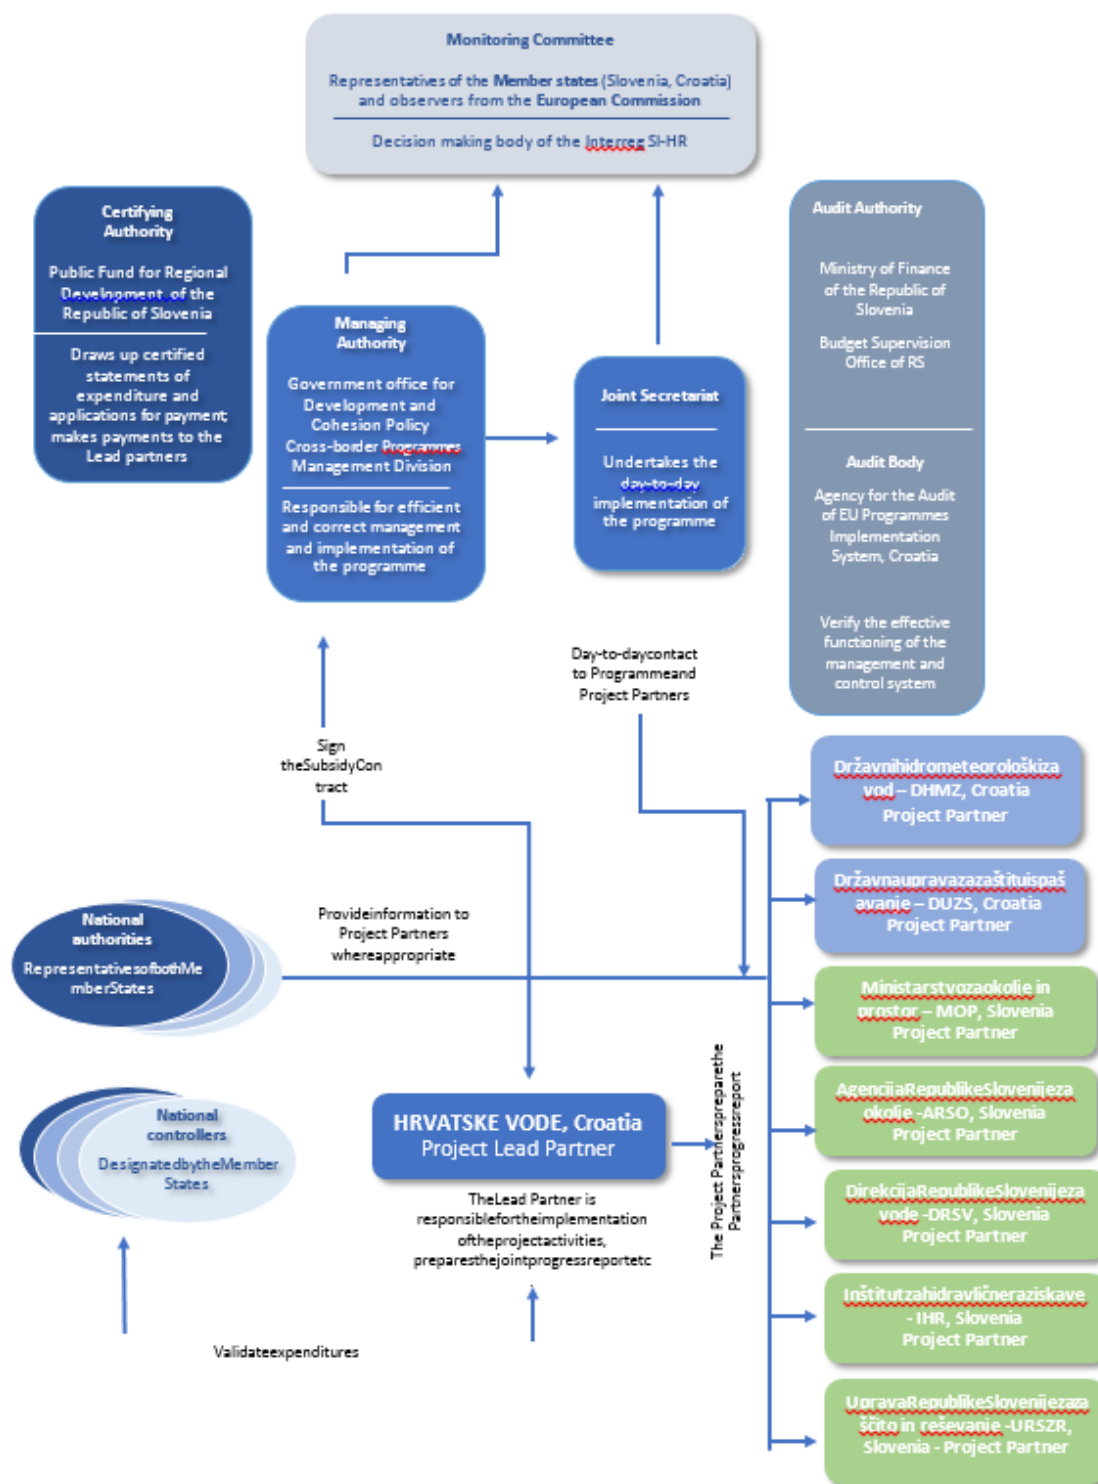 Monitoring Committee
Representatives of the Member states (Slovenia, Croatia)
and observers from the European Commission
Decision making body of the Interreg SI-HR
Certifying
Authority
Public Fund for Regional
Development of the
Republic of Slovenia
Draws up certified
statements of
expenditure and
applications for payment;
makes payments to the
Lead partners
Managing
Authority
Government office for
Development and
Cohesion Policy
Cross-border Programmes
Management Division
Responsible for efficient
and correct management
and implementation of
the programme
Joint Secretariat
Undertakes the
day-to-day
implementation of
the programme
Audit Authority
Ministry of Finance
of the Republic of
Slovenia
Budget Supervision
Office of RS
Audit Body
Agency for the Audit
of EU Programmes
Implementation
System, Croatia
Verify the effective
functioning of the
management and
control system
Day-to-daycontact
to Programmeand
Project Partners
Sign
theSubsidyCon
tract
Državnihidrometeorološkiza
vod – DHMZ, Croatia
Project Partner
Državnaupravazazaštituispaš
avanje – DUZS, Croatia
Project Partner
Ministarstvozaokolje in
prostor – MOP, Slovenia
Project Partner
AgencijaRepublikeSlovenijeza
okolje -ARSO, Slovenia
Project Partner
DirekcijaRepublikeSlovenijeza
vode -DRSV, Slovenia
Project Partner
Inštitutzahidravličneraziskave
- IHR, Slovenia
Project Partner
UpravaRepublikeSlovenijezaza
ščito in reševanje -URSZR,
Slovenia - Project Partner
National
authorities
RepresentativesofbothMe
mberStates
Provideinformation to
Project Partners
whereappropriate
National
controllers
DesignatedbytheMember
States
HRVATSKE VODE, Croatia
Project Lead Partner
TheLead Partner is
responsiblefortheimplementation
oftheprojectactivities,
preparesthejointprogressreportetc
The Project Partnerspreparethe
Partnersprogressreport
Validateexpenditures